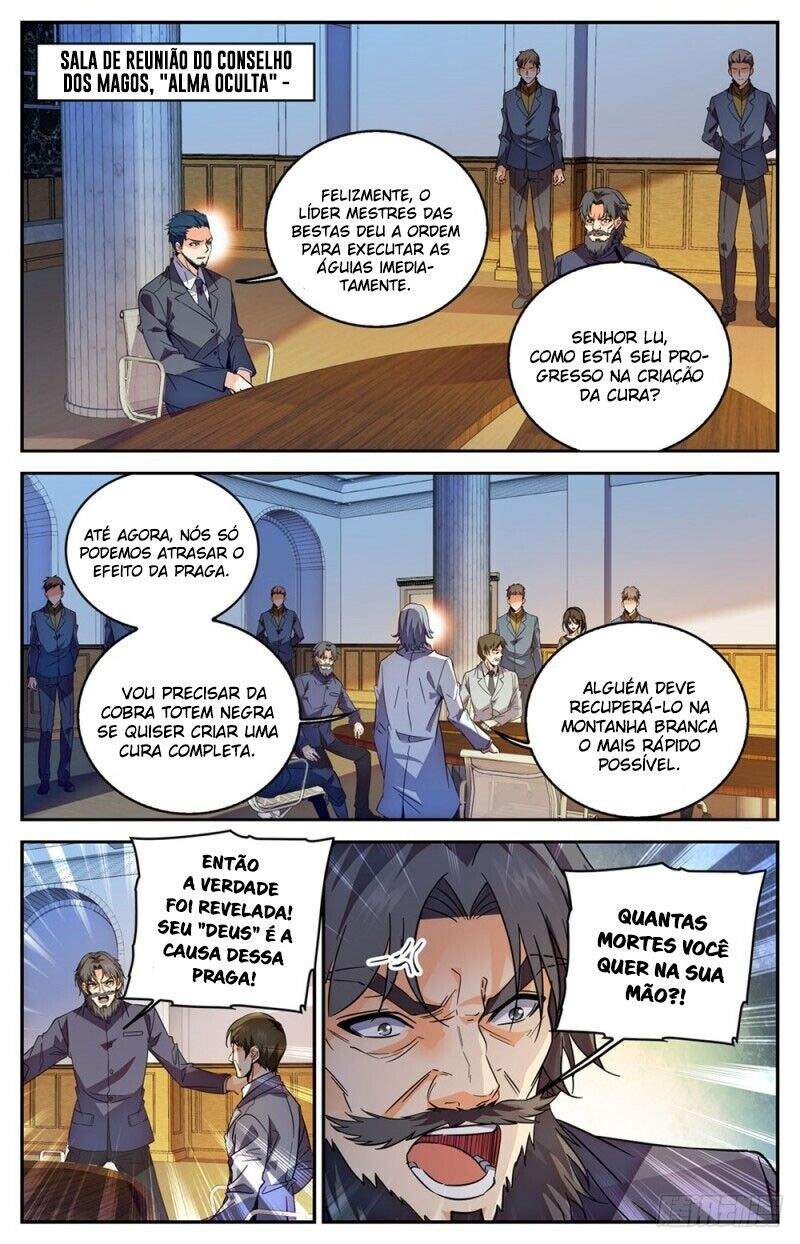 SALA DE REUNIÃO DO CONSELHO
DOS MAGOS, "ALMA OCULTA" -
FELIZMENTE, O
LÍDER MESTRES DAS
BESTAS DEU A ORDEM
PARA EXECUTAR AS
ÁGUIAS IMEDIA-
TAMENTE.
SENHOR LU,
COMO ESTÁ SEU PRO-
GRESSO NA CRIAÇÃO
DA CURA?
ATÉ AGORA, NÓS SÓ
PODEMOS ATRASAR O
EFEITO DA PRAGA.
VOU PRECISAR DA
COBRA TOTEM NEGRA
SE QUISER CRIAR UMA
CURA COMPLETA.
ALGUÉM DEVE
RECUPERÁ-LO NA
MONTANHA BRANCA
O MAIS RÁPIDO
POSSÍVEL.
ENTÃO
A VERDADE
FOI REVELADA!
SEU "DEUS" É A
CAUSA DESSA
PRAGA!
QUANTAS
MORTES VOCÊ
QUER NA SUA
MÃO?!